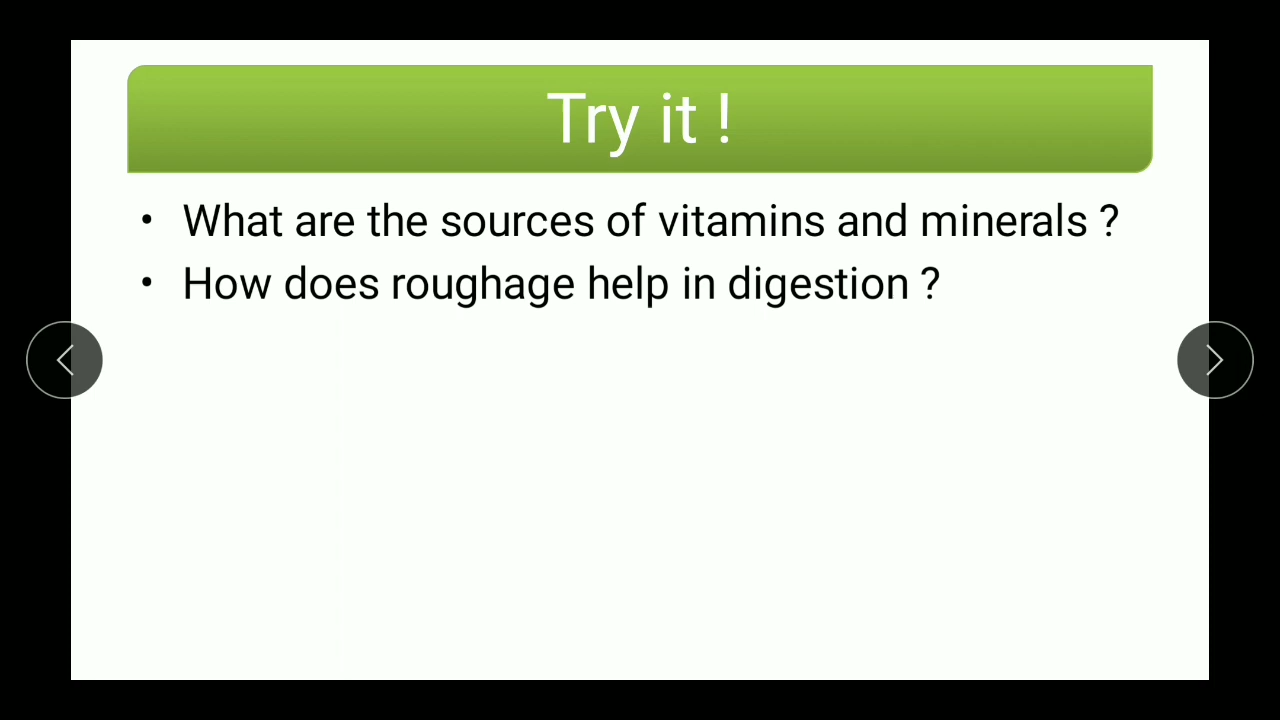 Try it !
• What are the sources of vitamins and minerals ?
• How does roughage help in digestion ?